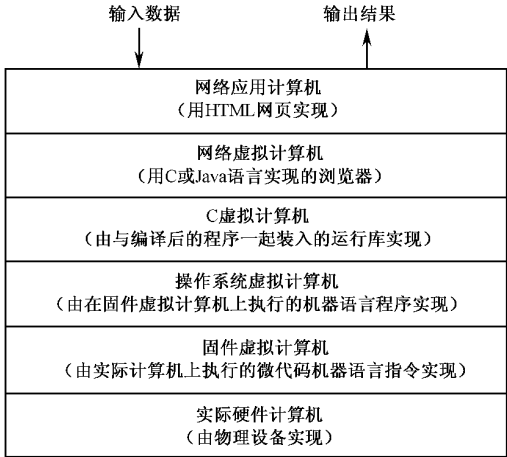 输入数据 输出结果
网络应用计算机
(用HTML网页实现)
网络虚拟计算机
(用C或Java语言实现的浏览器)
C虚拟计算机
(由与编译后的程序一起装入的运行库实现)
操作系统虚拟计算机
(由在固件虚拟计算机上执行的机器语言程序实现)
固件虚拟计算机
(由实际计算机上执行的微代码机器语言指令实现)
实际硬件计算机
(由物理设备实现)